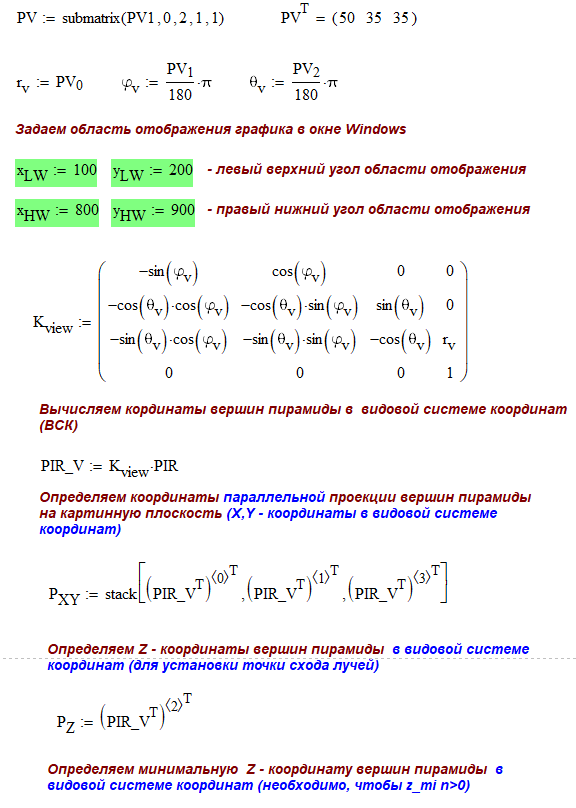 PV := submatrix(PV1,0,2,1,1) PV^T = (50 35 35)
r_v := PV_0 φ_v := PV_1/180·π θ_v := PV_2/180·π
Задаем область отображения графика в окне Windows
x_LW := 100 y_LW := 200 - левый верхний угол области отображения
x_HW := 800 y_HW := 900 - правый нижний угол области отображения
−sin(φ_v) cos(φ_v) 0 0
−cos(θ_v)·cos(φ_v) −cos(θ_v)·sin(φ_v) sin(θ_v) 0
K_view :=
−sin(θ_v)·cos(φ_v) −sin(θ_v)·sin(φ_v) −cos(θ_v) r_v
0 0 0 1
Вычисляем кординаты вершин пирамиды в видовой системе координат
(ВСК)
PIR_V := K_view·PIR
Определяем координаты параллельной проекции вершин пирамиды
на картинную плоскость (X,Y - координаты в видовой системе
координат)
P_XY := stack[(PIR_V^T)^⟨0⟩^T,(PIR_V^T)^⟨1⟩^T,(PIR_V^T)^⟨3⟩^T]
Определяем Z - координаты вершин пирамиды в видовой системе
координат (для установки точки схода лучей)
P_Z := (PIR_V^T)^⟨2⟩^T
Определяем минимальную Z - координату вершин пирамиды в
видовой системе координат (необходимо, чтобы z_mi n>0)